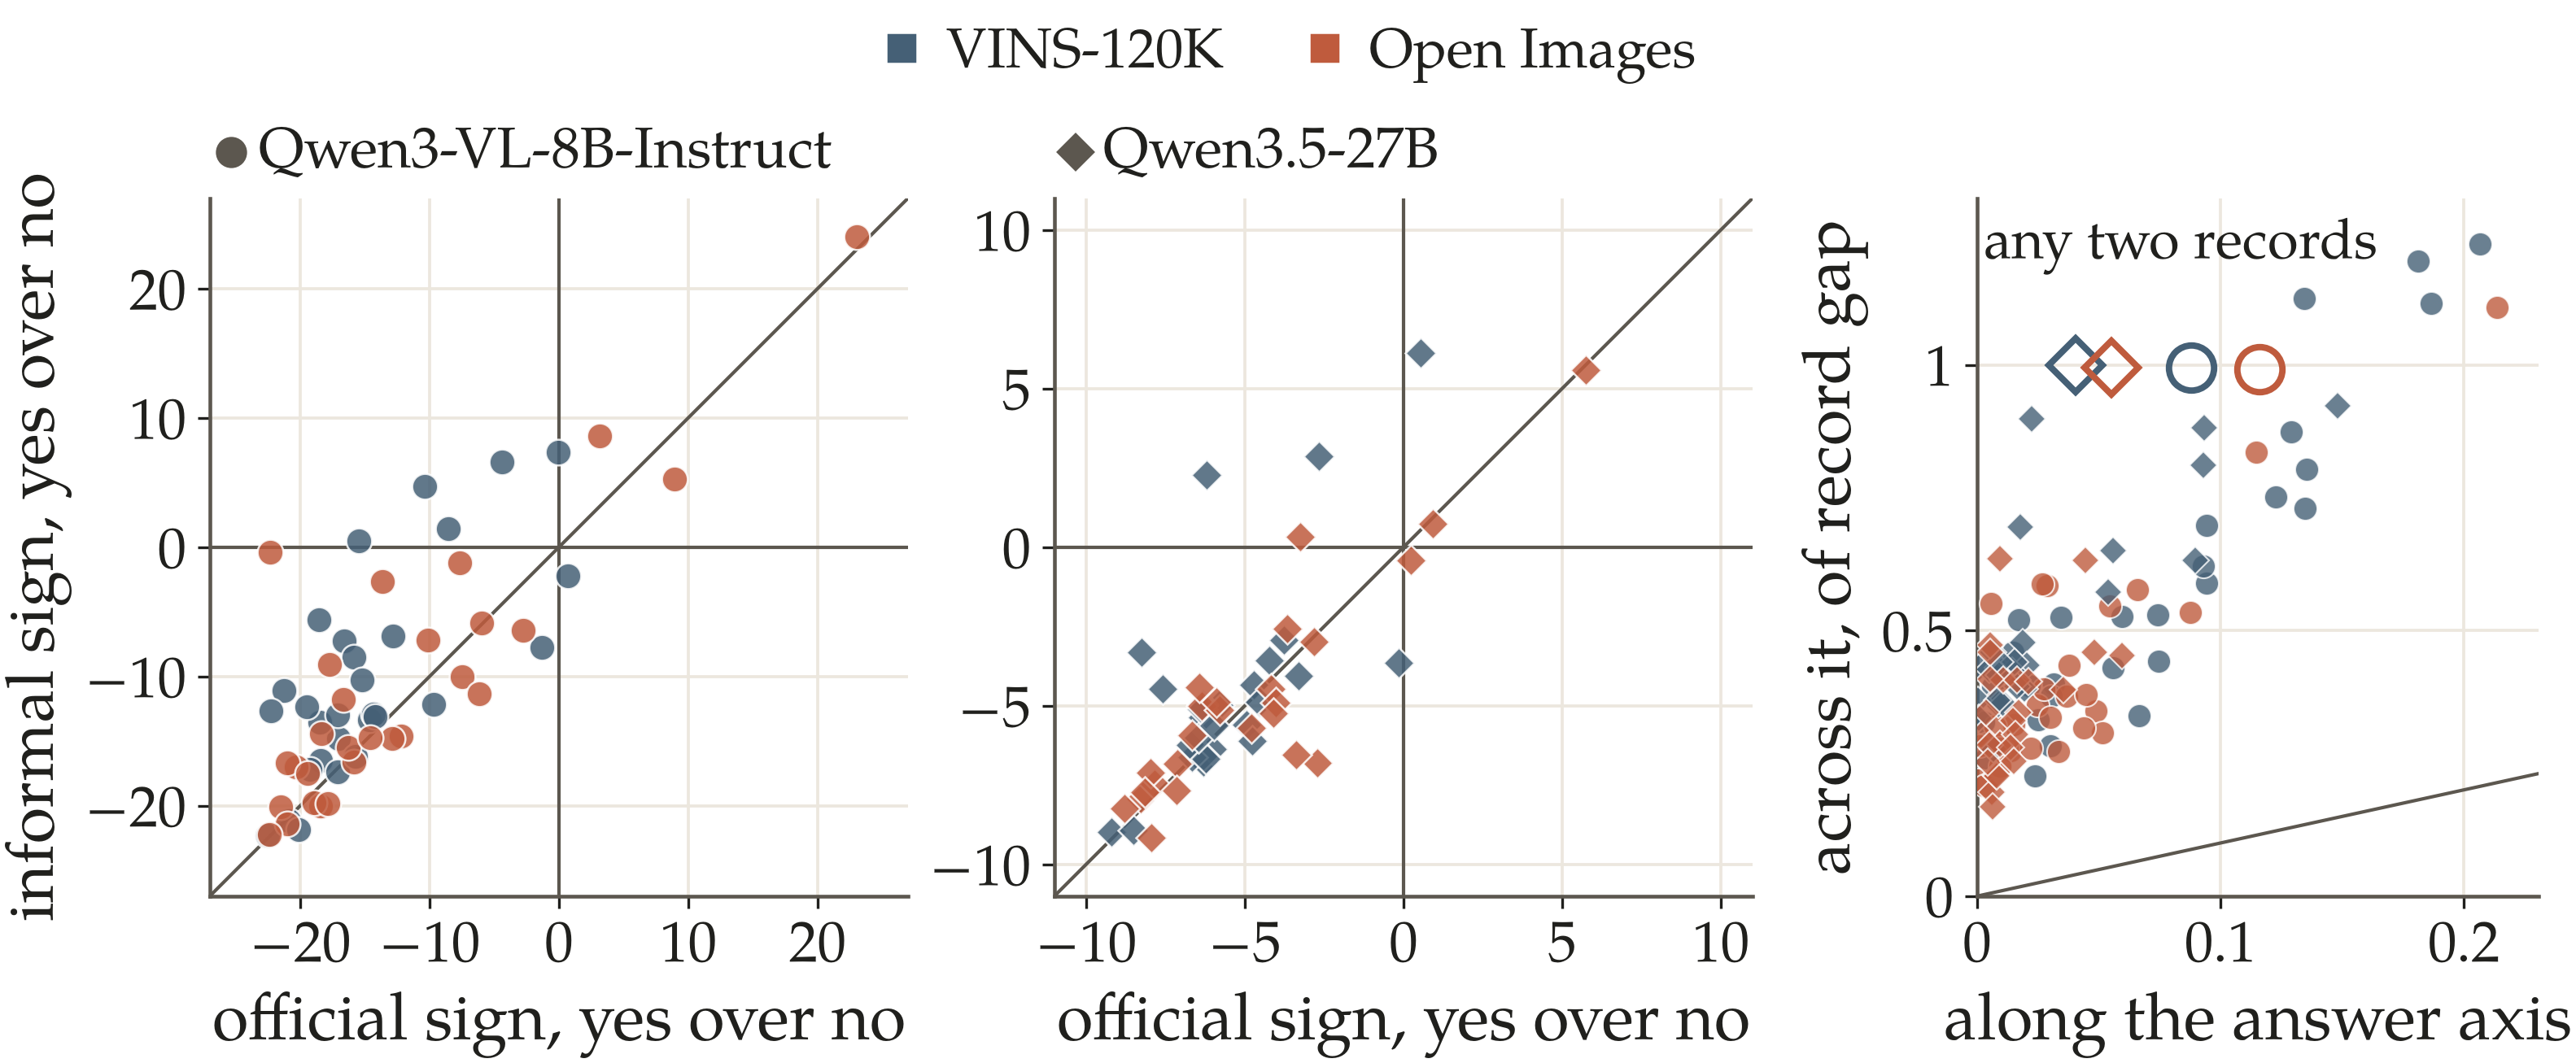 VINS-120K Open Images
Qwen3-VL-8B-Instruct
Qwen3.5-27B
informal sign, yes over no
20
10
0
−10
−20
−20 −10 0 10 20
official sign, yes over no
10
5
0
−5
−10
−10 −5 0 5 10
official sign, yes over no
across it, of record gap
any two records
1
0.5
0
0 0.1 0.2
along the answer axis